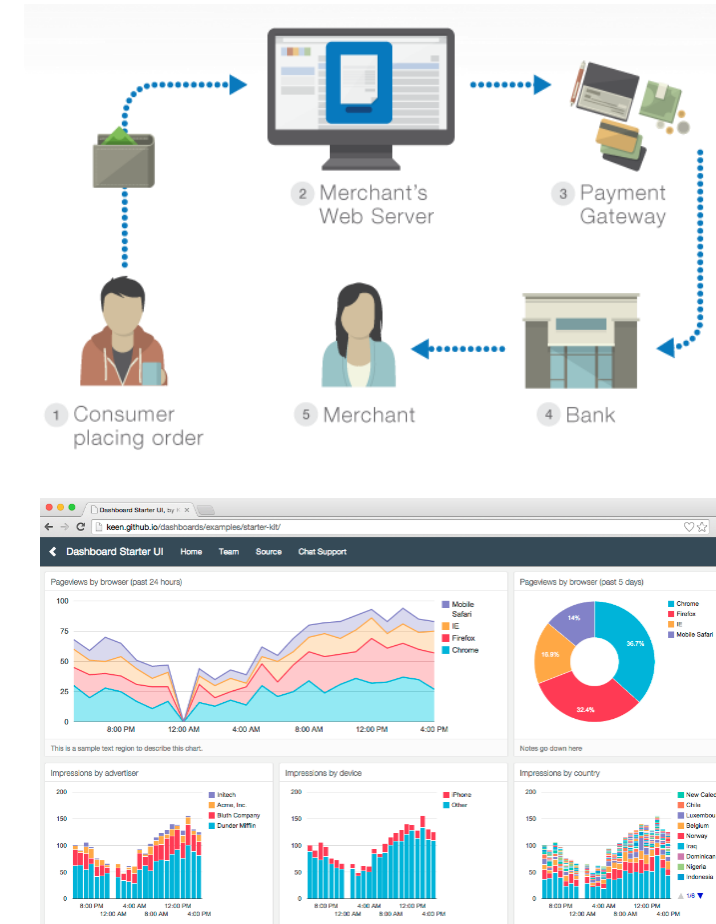 2 Merchant's
Web Server
3 Payment
Gateway
1 Consumer
placing order
5 Merchant
4 Bank
Dashboard Starter UI, by
keen.github.io/dashboards/examples/starter-kit/
Dashboard Starter UI Home Team Source Chat Support
Pageviews by browser (past 24 hours)
100
75
50
25
0
8:00 PM 12:00 AM 4:00 AM 8:00 AM 12:00 PM 4:00 PM
Mobile
Safari
IE
Firefox
Chrome
This is a sample text region to describe this chart.
Pageviews by browser (past 5 days)
14%
36.7%
16.8%
32.4%
Chrome
Firefox
IE
Mobile Safari
Notes go down here
Impressions by advertiser
200
150
100
50
0
8:00 PM 4:00 AM 12:00 PM
12:00 AM 8:00 AM 4:00 PM
Initech
Acme, Inc.
Bluth Company
Dunder Mifflin
Impressions by device
200
150
100
50
0
8:00 PM 4:00 AM 12:00 PM
12:00 AM 8:00 AM 4:00 PM
iPhone
Other
Impressions by country
200
150
100
50
0
8:00 PM 4:00 AM 12:00 PM
12:00 AM 8:00 AM 4:00 PM
New Caled
Chile
Luxembou
Belgium
Norway
Iraq
Dominican
Nigeria
Indonesia
1/6